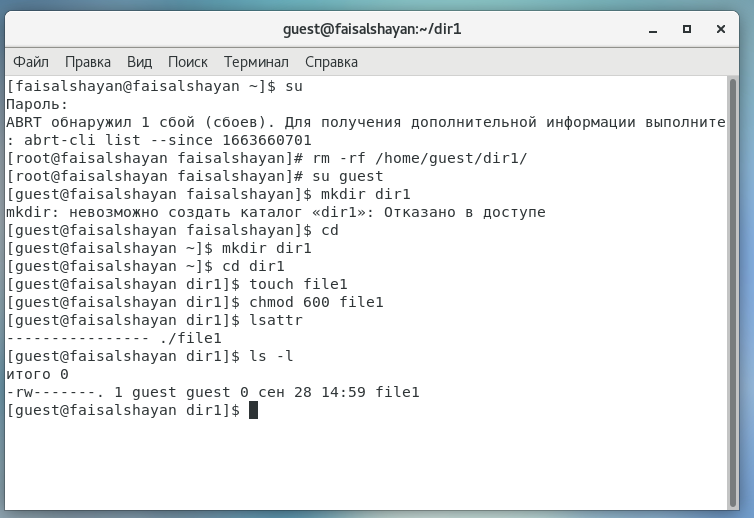 guest@faisalshayan:~/dir1
Файл Правка Вид Поиск Терминал Справка
[faisalshayan@faisalshayan ~]$ su
Пароль:
ABRT обнаружил 1 сбой (сбоев). Для получения дополнительной информации выполните
: abrt-cli list --since 1663660701
[root@faisalshayan faisalshayan]# rm -rf /home/guest/dir1/
[root@faisalshayan faisalshayan]# su guest
[guest@faisalshayan faisalshayan]$ mkdir dir1
mkdir: невозможно создать каталог «dir1»: Отказано в доступе
[guest@faisalshayan faisalshayan]$ cd
[guest@faisalshayan ~]$ mkdir dir1
[guest@faisalshayan ~]$ cd dir1
[guest@faisalshayan dir1]$ touch file1
[guest@faisalshayan dir1]$ chmod 600 file1
[guest@faisalshayan dir1]$ lsattr
---------------- ./file1
[guest@faisalshayan dir1]$ ls -l
итого 0
-rw-------. 1 guest guest 0 сен 28 14:59 file1
[guest@faisalshayan dir1]$